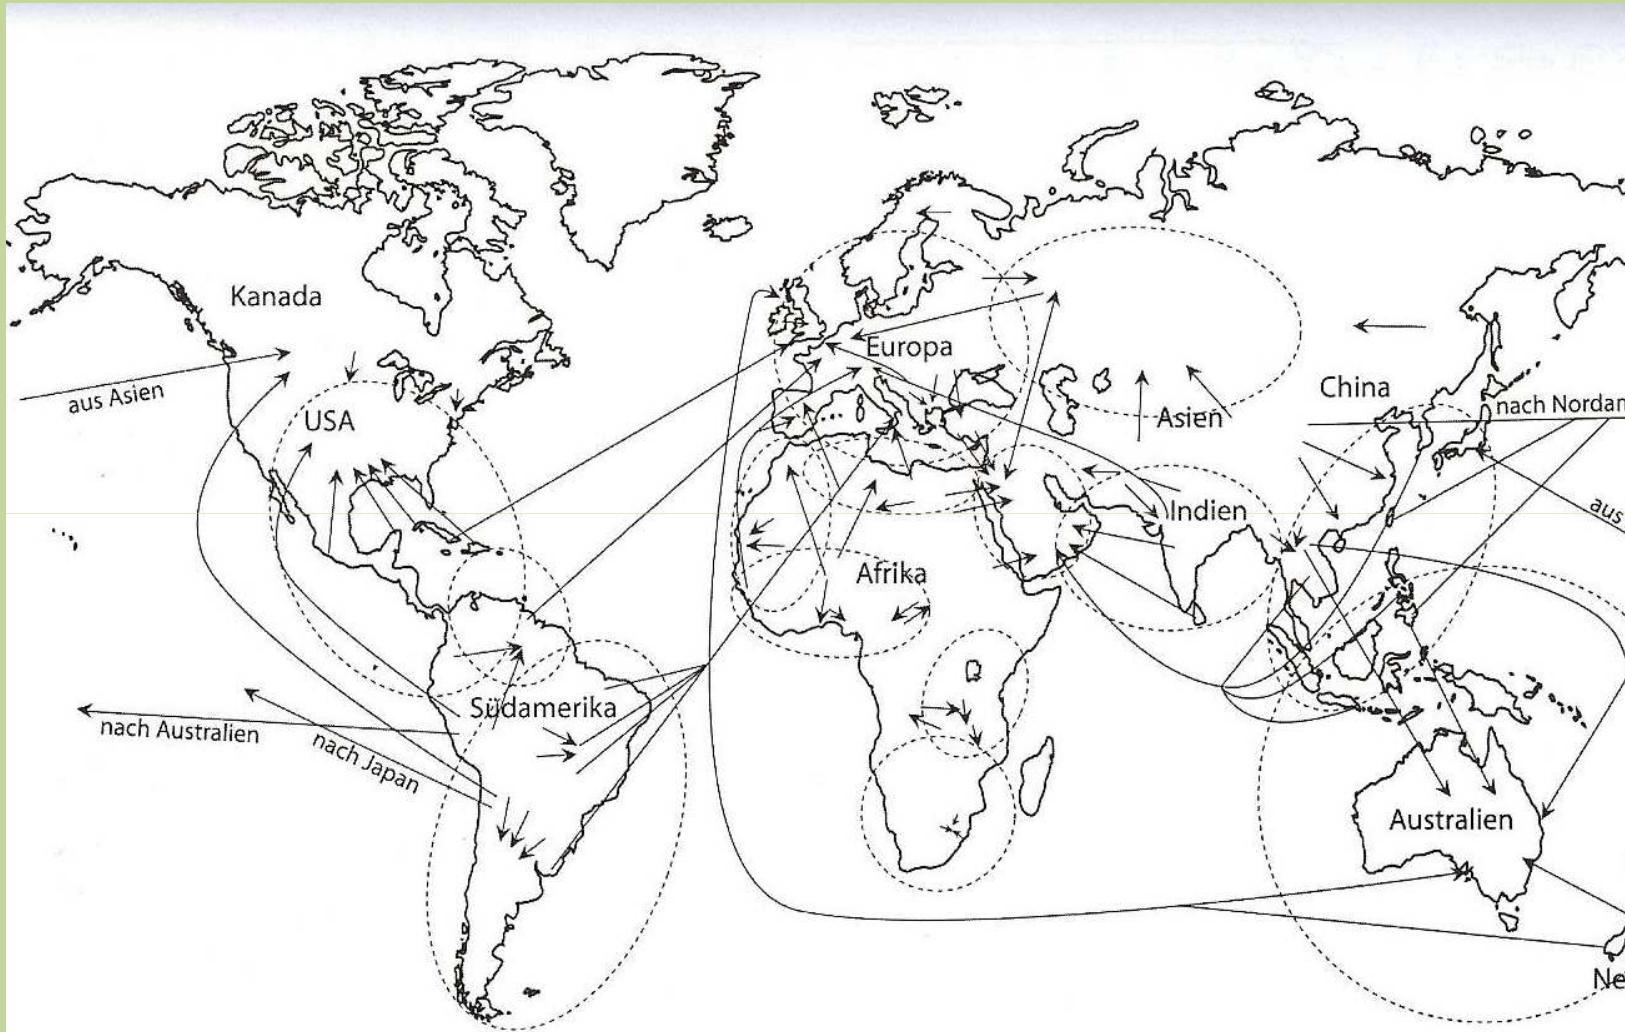 Kanada
aus Asien
USA
Europa
China
nach Nordam
Asien
Indien
aus
Afrika
Südamerika
nach Australien
nach Japan
Australien
Ne